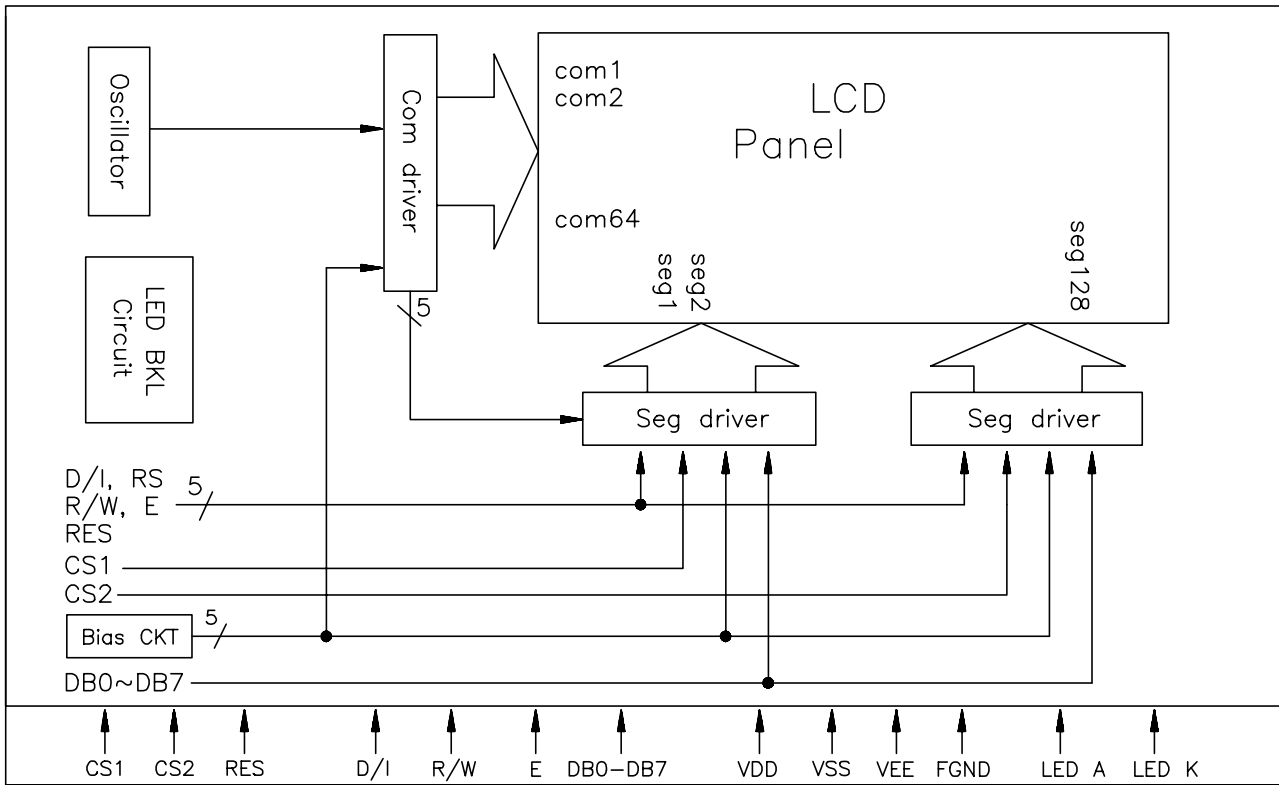 Oscillator
Com driver
com1
com2
LCD
Panel
com64
seg1
seg2
seg128
LED BKL
Circuit
5
Seg driver
Seg driver
D/I, RS
R/W, E
RES
5
CS1
CS2
Bias CKT
5
DB0~DB7
CS1 CS2 RES D/I R/W E DB0-DB7 VDD VSS VEE FGND LED A LED K